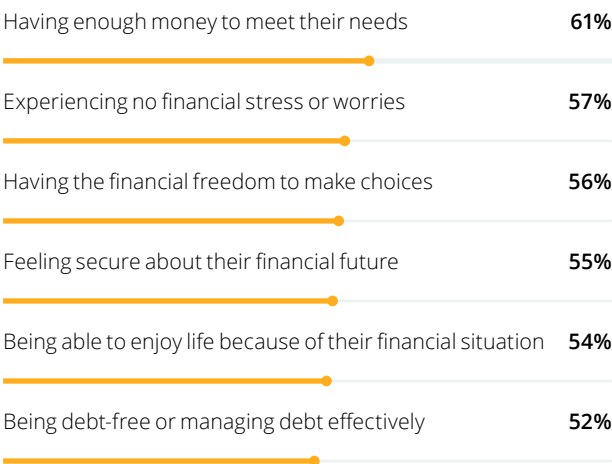 Having enough money to meet their needs 61%
Experiencing no financial stress or worries 57%
Having the financial freedom to make choices 56%
Feeling secure about their financial future 55%
Being able to enjoy life because of their financial situation 54%
Being debt-free or managing debt effectively 52%